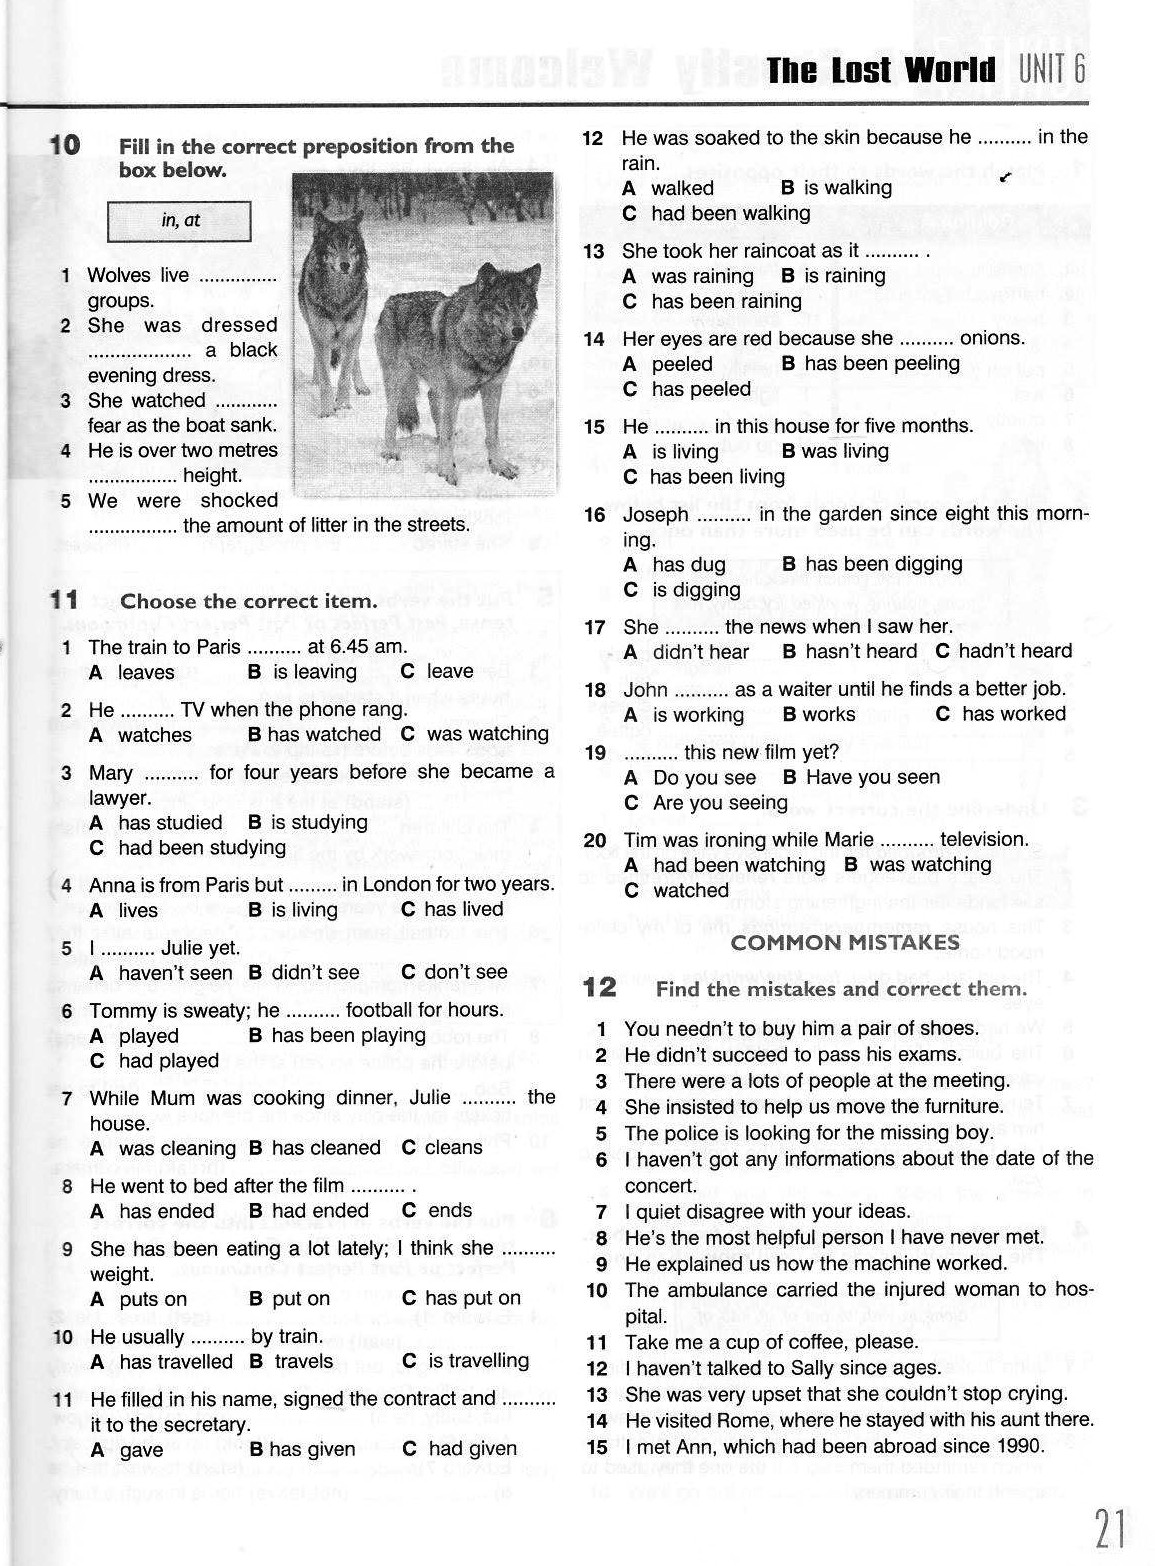 The Lost World UNIT 6
10 Fill in the correct preposition from the
box below.
in, at
1 Wolves live ..............
groups.
2 She was dressed
................... a black
evening dress.
3 She watched ............
fear as the boat sank.
4 He is over two metres
................ height.
5 We were shocked
................ the amount of litter in the streets.
11 Choose the correct item.
1 The train to Paris .......... at 6.45 am.
A leaves B is leaving C leave
2 He .......... TV when the phone rang.
A watches B has watched C was watching
3 Mary .......... for four years before she became a
lawyer.
A has studied B is studying
C had been studying
4 Anna is from Paris but ......... in London for two years.
A lives B is living C has lived
5 I .......... Julie yet.
A haven't seen B didn't see C don't see
6 Tommy is sweaty; he .......... football for hours.
A played B has been playing
C had played
7 While Mum was cooking dinner, Julie .......... the
house.
A was cleaning B has cleaned C cleans
8 He went to bed after the film .......... .
A has ended B had ended C ends
9 She has been eating a lot lately; I think she ..........
weight.
A puts on B put on C has put on
10 He usually .......... by train.
A has travelled B travels C is travelling
11 He filled in his name, signed the contract and ..........
it to the secretary.
A gave B has given C had given
12 He was soaked to the skin because he .......... in the
rain.
A walked B is walking
C had been walking
13 She took her raincoat as it .......... .
A was raining B is raining
C has been raining
14 Her eyes are red because she .......... onions.
A peeled B has been peeling
C has peeled
15 He .......... in this house for five months.
A is living B was living
C has been living
16 Joseph .......... in the garden since eight this morn-
ing.
A has dug B has been digging
C is digging
17 She .......... the news when I saw her.
A didn't hear B hasn't heard C hadn't heard
18 John .......... as a waiter until he finds a better job.
A is working B works C has worked
19 .......... this new film yet?
A Do you see B Have you seen
C Are you seeing
20 Tim was ironing while Marie .......... television.
A had been watching B was watching
C watched
COMMON MISTAKES
12 Find the mistakes and correct them.
1 You needn't to buy him a pair of shoes.
2 He didn't succeed to pass his exams.
3 There were a lots of people at the meeting.
4 She insisted to help us move the furniture.
5 The police is looking for the missing boy.
6 I haven't got any informations about the date of the
concert.
7 I quiet disagree with your ideas.
8 He's the most helpful person I have never met.
9 He explained us how the machine worked.
10 The ambulance carried the injured woman to hos-
pital.
11 Take me a cup of coffee, please.
12 I haven't talked to Sally since ages.
13 She was very upset that she couldn't stop crying.
14 He visited Rome, where he stayed with his aunt there.
15 I met Ann, which had been abroad since 1990.
21